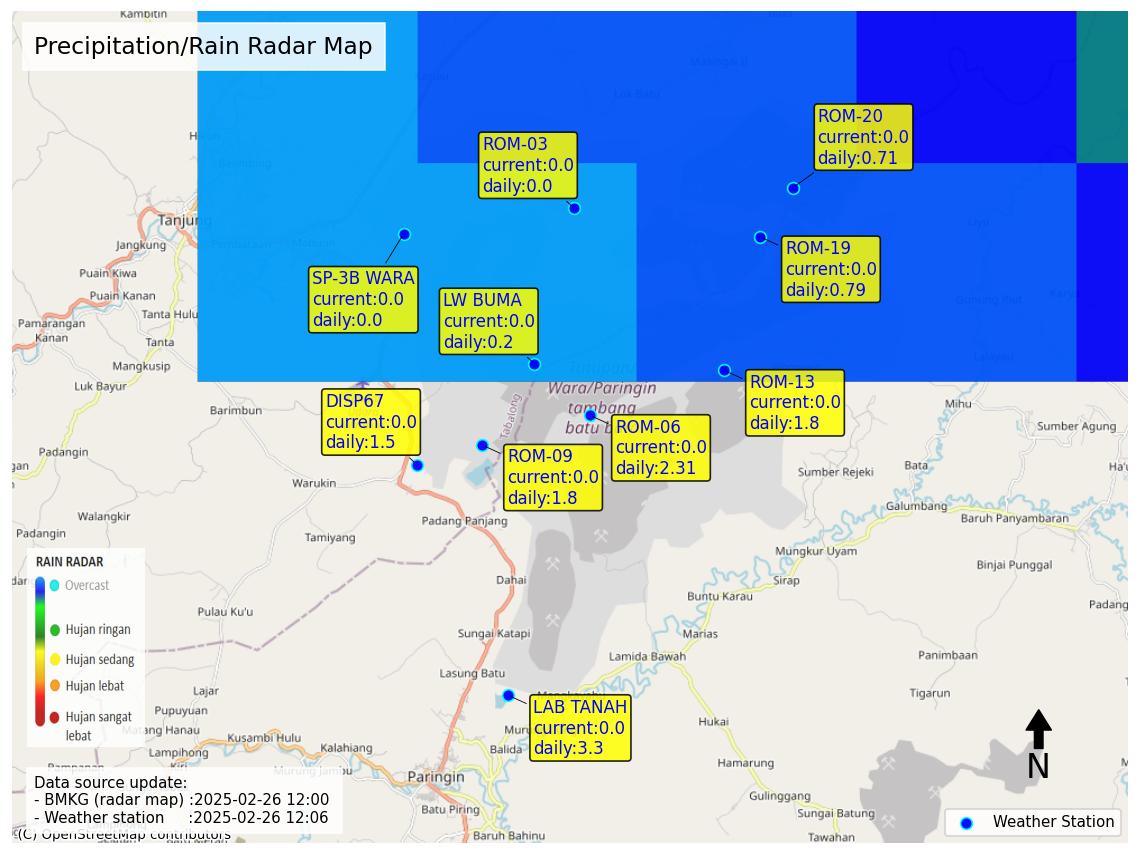 Kambitin
Precipitation/Rain Radar Map
ROM-20
current:0.0
daily:0.71
ROM-03
current:0.0
daily:0.0
Tanjung
Jungkang
ROM-19
current:0.0
daily:0.79
SP-3B WARA
current:0.0
daily:0.0
LW BUMA
current:0.0
daily:0.2
Puain Kiwa
Puain Kanan
Tanta Hulu
Pamarangan
Kanan
Tanta
Mangkusip
Luk Bayur
Wara/Paringin
tambang
Tabalong
ROM-13
current:0.0
daily:1.8
DISP67
current:0.0
daily:1.5
ROM-06
current:0.0
daily:2.31
ROM-09
current:0.0
daily:1.8
Barimbun
Mihu
Sumber Agung
Padangin
Warukin
Sumber Rejeki
Bata
Galumbang
Baruh Panyambaran
Walangkir
Padangin
Padang Panjang
Tamiyang
Mungkur Uyam
Binjai Punggal
Sirap
Dahai
Buntu Karau
Pulau Ku'u
Sungai Katapi
Marias
Lamida Bawah
Panimbaan
Lasung Batu
Tigarun
Lajar
Pupuyuan
Matang Hanau
Kusambi Hulu
Lampihong
Kalahiang
Murung Jambu
Paringin
Balida
Hukai
Hamarung
Batu Piring
Gulinggang
Sungai Batung
Tawahan
Baruh Bahinu
LAB TANAH
current:0.0
daily:3.3
RAIN RADAR
Overcast
Hujan ringan
Hujan sedang
Hujan lebat
Hujan sangat
lebat
Data source update:
- BMKG (radar map) :2025-02-26 12:00
- Weather station :2025-02-26 12:06
(C) OpenStreetMap contributors
N
Weather Station